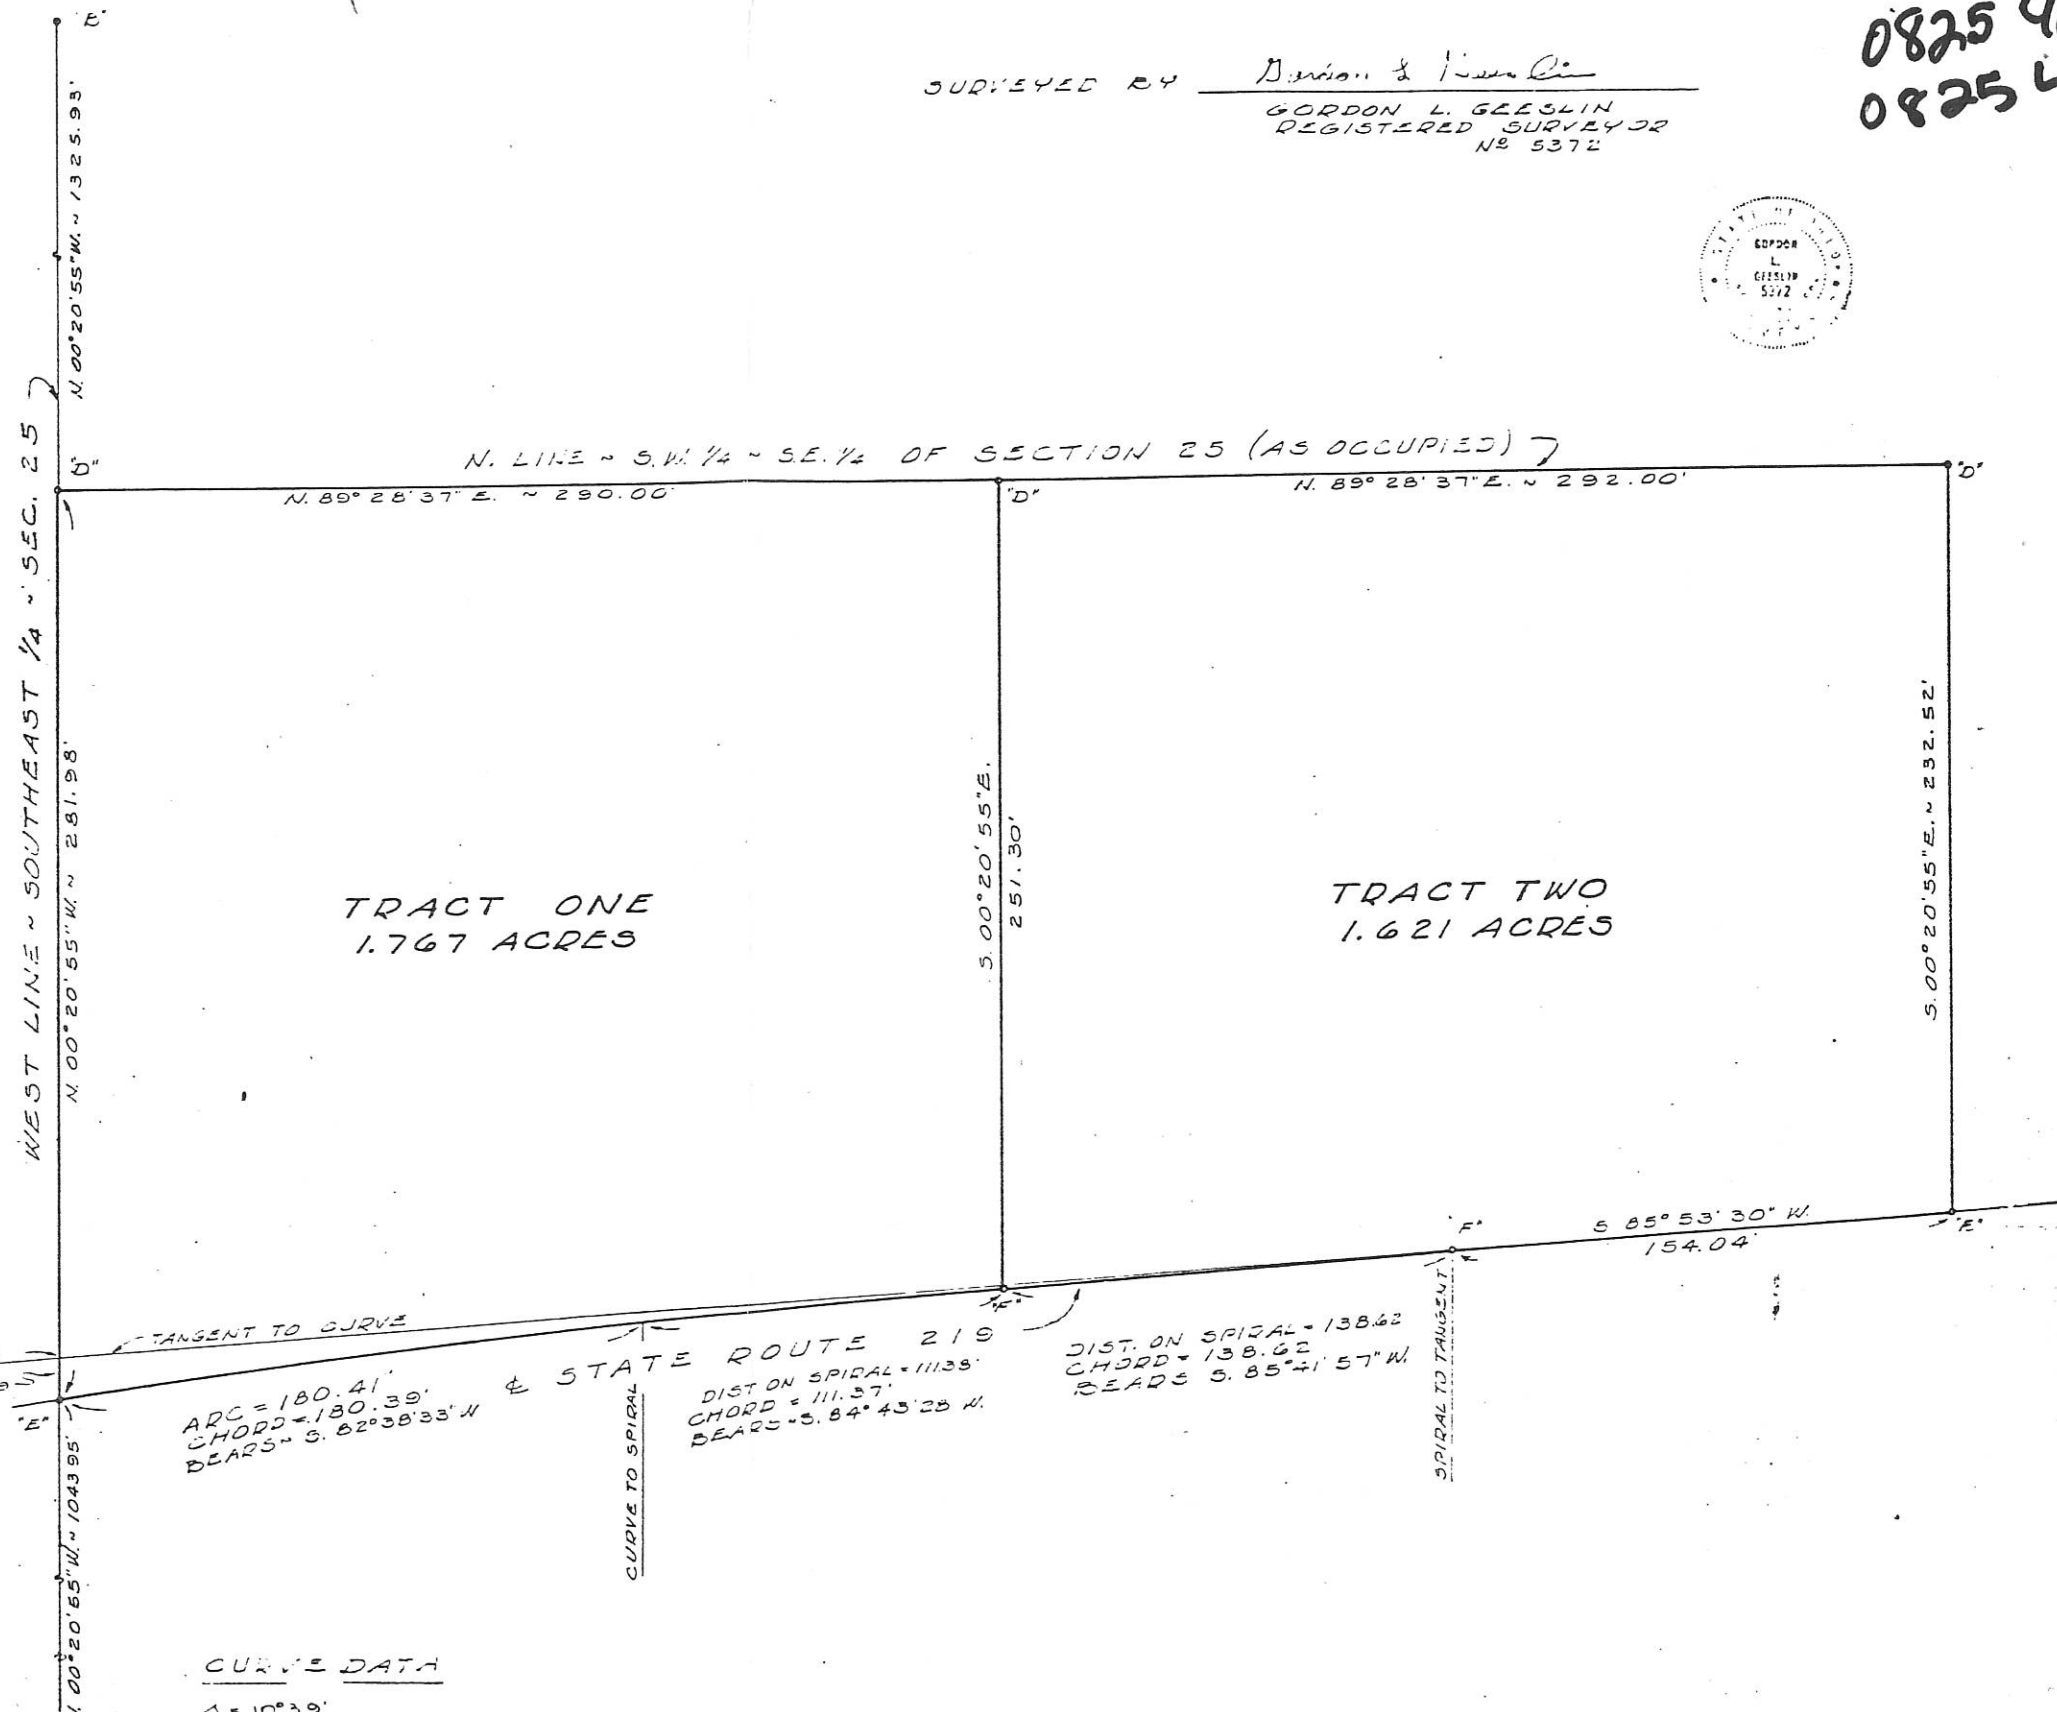 "E"
0825
0825
SURVEYED BY
GORDON L. GEESLIN
REGISTERED SURVEYOR
Nº 5372
STATE OF OHIO
GORDON
L.
GEESLIN
5372
N. 00° 20' 55" W. ~ 1325.93'
WEST LINE ~ SOUTHEAST 1/4 ~ SEC. 25
"D"
N. LINE ~ S.W. 1/4 ~ S.E. 1/4 OF SECTION 25 (AS OCCUPIED)
N. 89° 28' 37" E. ~ 290.00'
"D"
N. 89° 28' 37" E. ~ 292.00'
"D"
N. 00° 20' 55" W. ~ 281.98'
S. 00° 20' 55" E.
251.30'
S. 00° 20' 55" E. ~ 232.52'
TRACT ONE
1.767 ACRES
TRACT TWO
1.621 ACRES
"F"
S 85° 53' 30" W.
154.04'
"E"
"F"
TANGENT TO CURVE
"E"
ARC = 180.41'
CHORD = 180.39'
BEARS ~ S. 82° 38' 33" W
℄ STATE ROUTE 219
DIST ON SPIRAL = 111.38'
CHORD = 111.37'
BEARS ~ S. 84° 43' 28 W.
DIST. ON SPIRAL = 138.62
CHORD = 138.62
BEARS S. 85° 41' 57" W.
CURVE TO SPIRAL
SPIRAL TO TANGENT
N. 00° 20' 55" W. ~ 1043.95'
CURVE DATA
Δ = 10° 39'